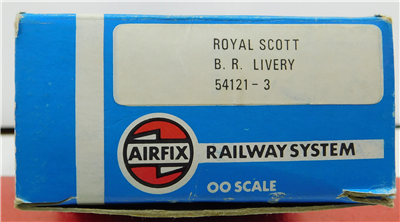 ROYAL SCOTT
B. R. LIVERY
54121-3
AIRFIX RAILWAY SYSTEM
OO SCALE